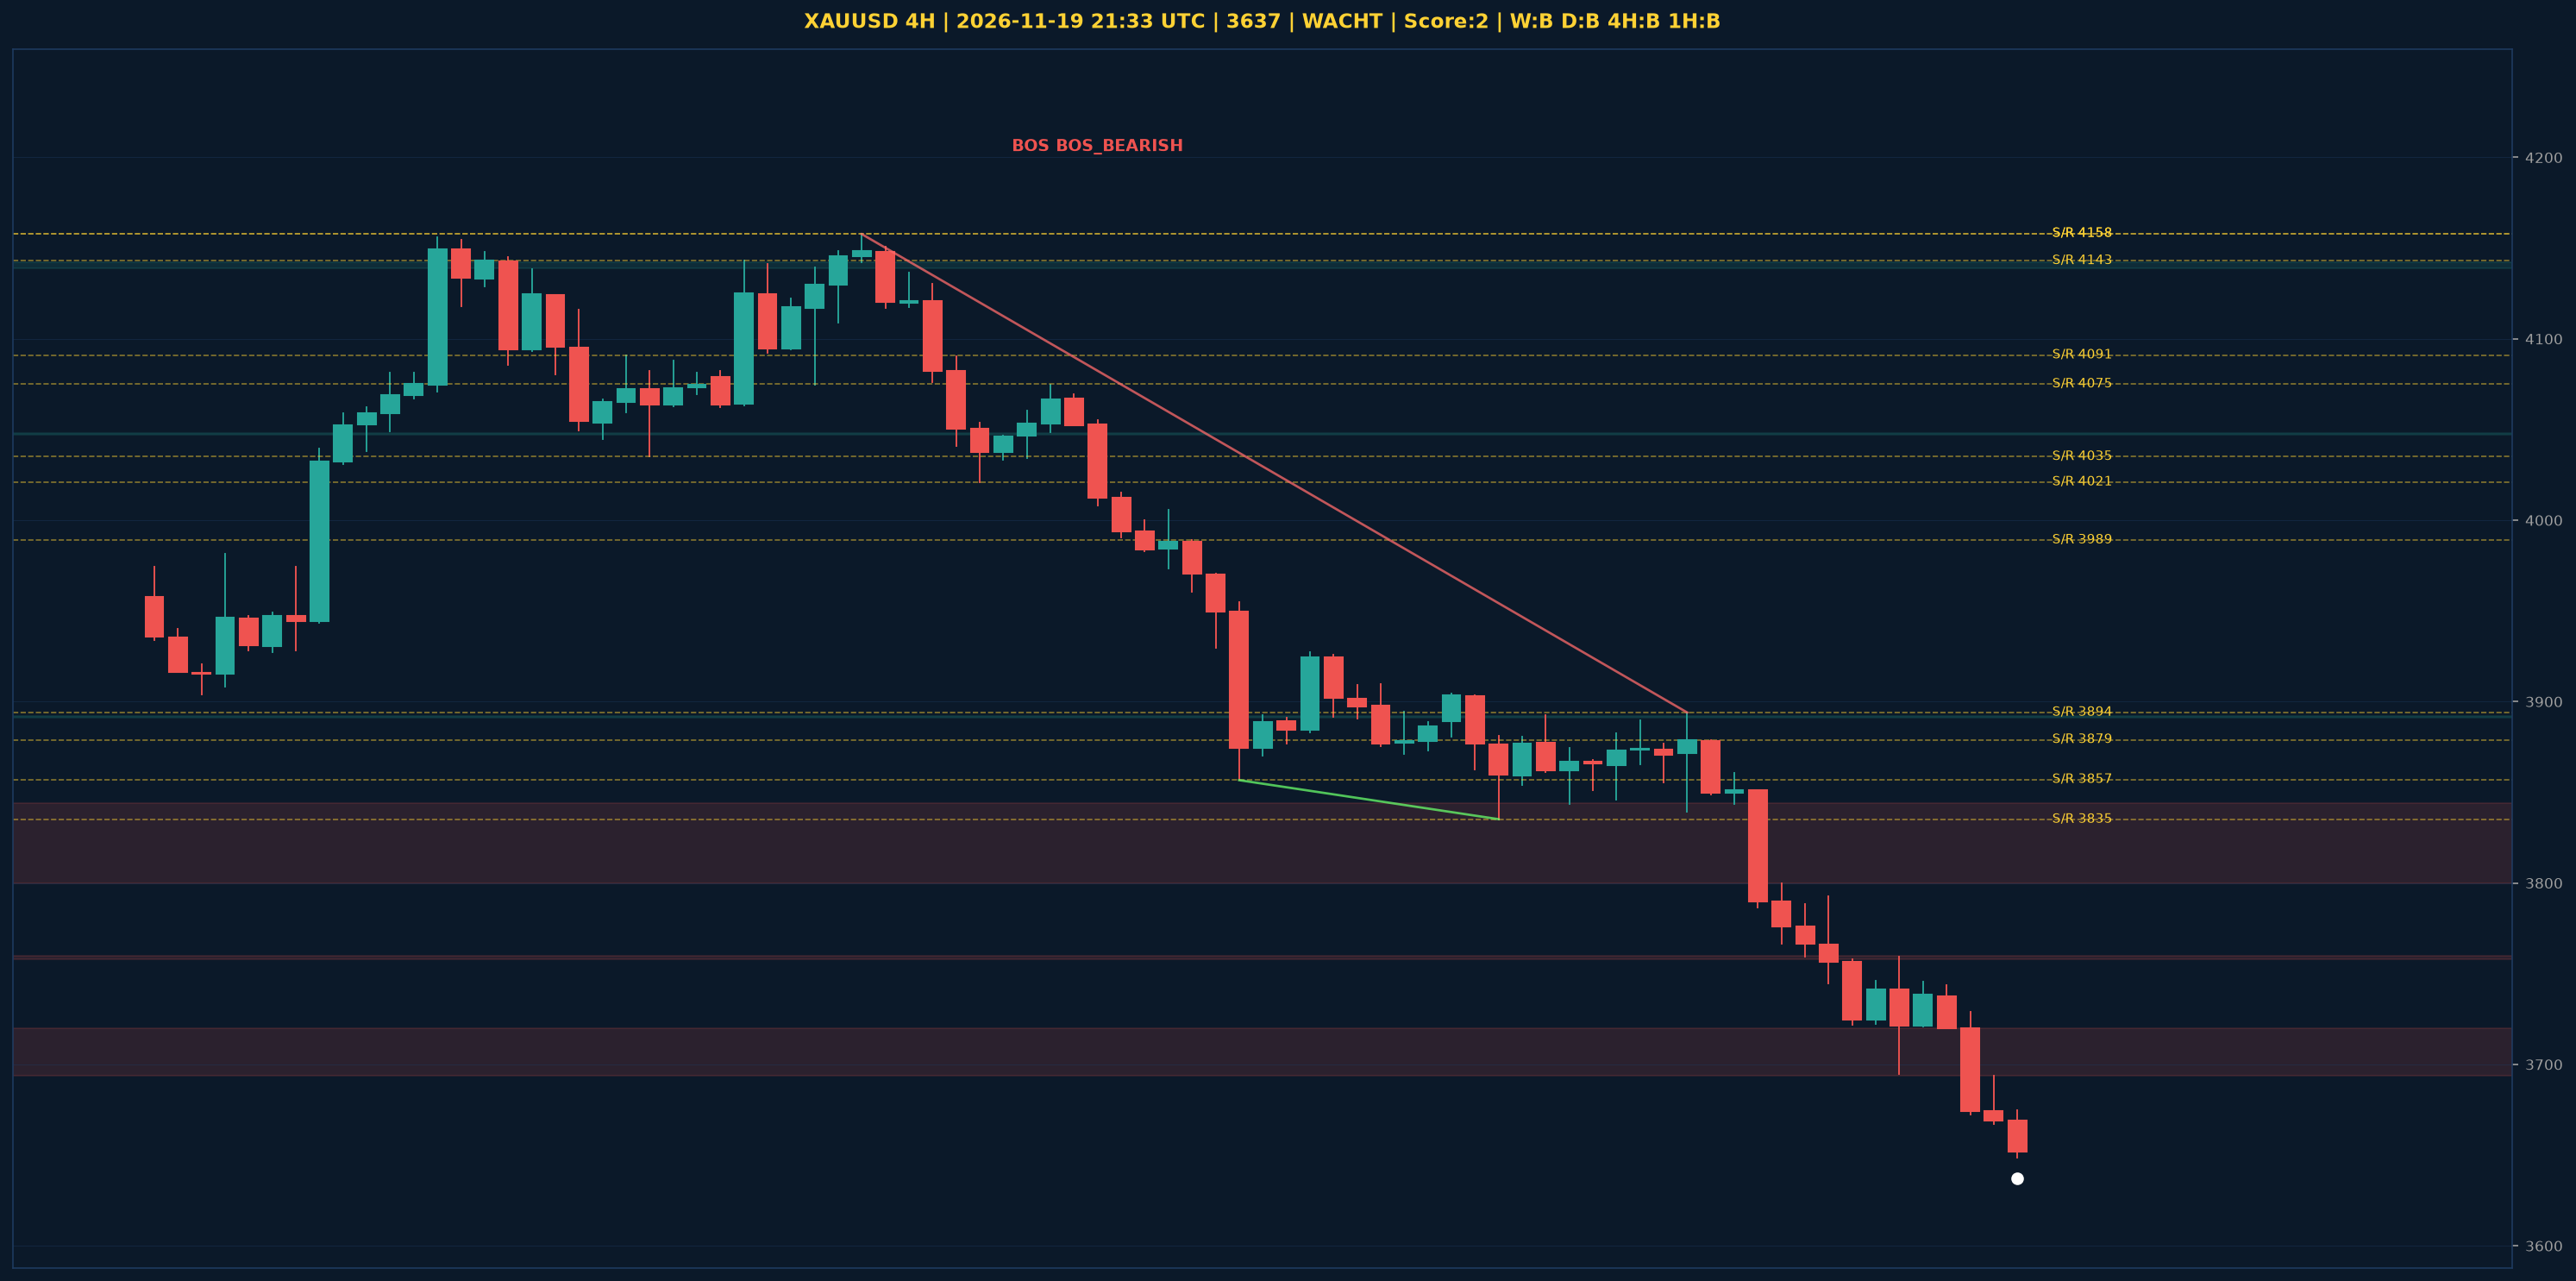 XAUUSD 4H | 2026-11-19 21:33 UTC | 3637 | WACHT | Score:2 | W:B D:B 4H:B 1H:B
BOS BOS_BEARISH
4200
S/R 4158
S/R 4143
4100
S/R 4091
S/R 4075
S/R 4035
S/R 4021
4000
S/R 3989
3900
S/R 3894
S/R 3879
S/R 3857
S/R 3835
3800
3700
3600